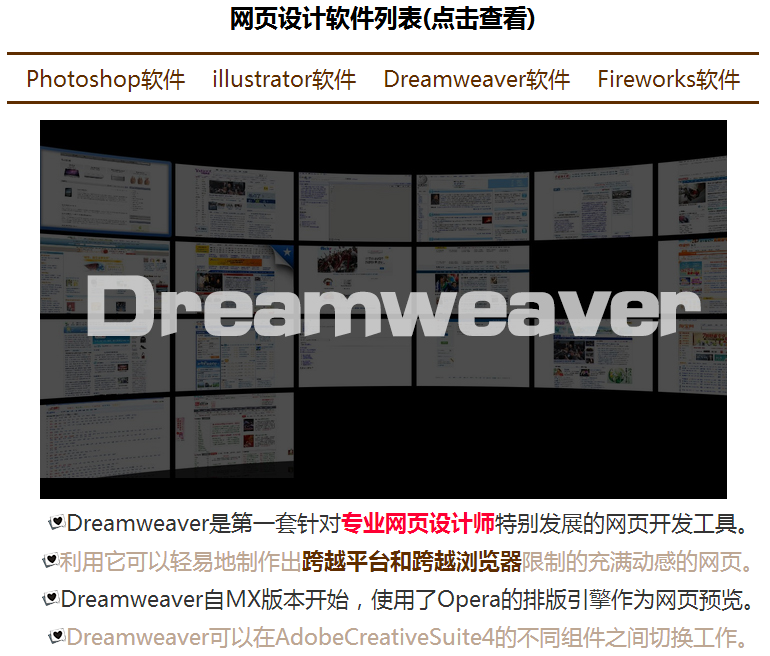 网页设计软件列表(点击查看)
Photoshop软件 illustrator软件 Dreamweaver软件 Fireworks软件
Dreamweaver
Dreamweaver是第一套针对专业网页设计师特别发展的网页开发工具。
利用它可以轻易地制作出跨越平台和跨越浏览器限制的充满动感的网页。
Dreamweaver自MX版本开始，使用了Opera的排版引擎作为网页预览。
Dreamweaver可以在AdobeCreativeSuite4的不同组件之间切换工作。